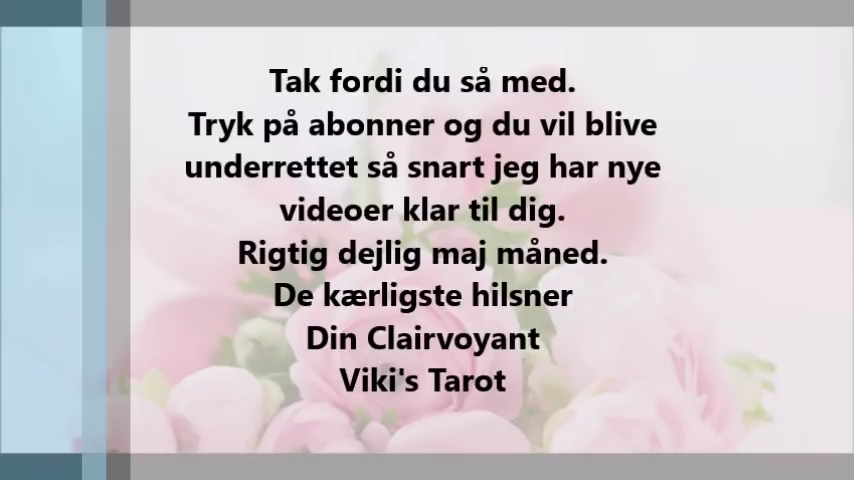 Tak fordi du så med.
Tryk på abonner og du vil blive
underrettet så snart jeg har nye
videoer klar til dig.
Rigtig dejlig maj måned.
De kærligste hilsner
Din Clairvoyant
Viki's Tarot